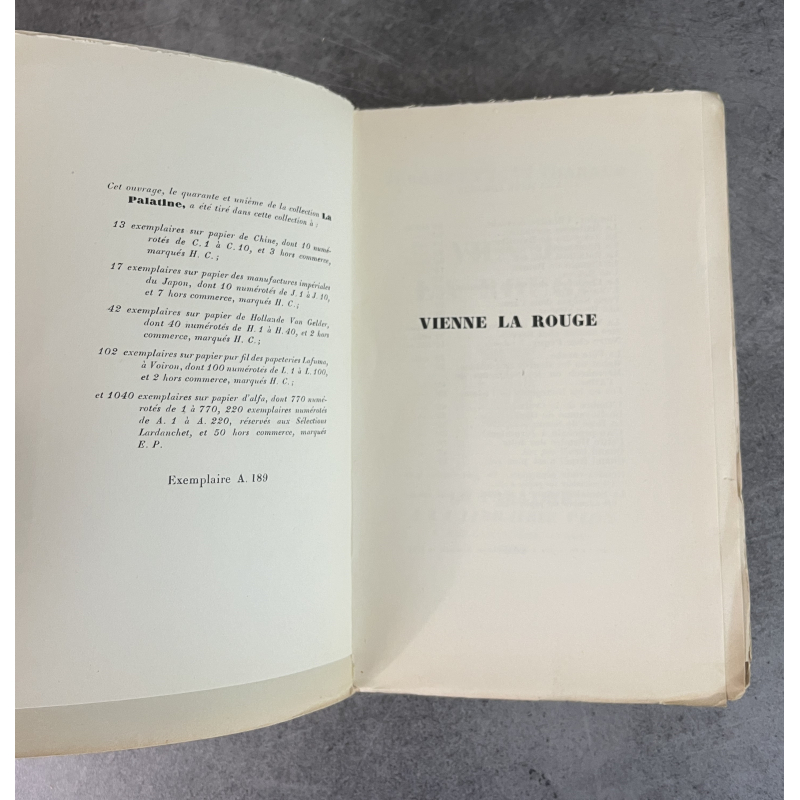 Cet ouvrage, le quarante et unième de la collection La
Palatine, a été tiré dans cette collection à :
13 exemplaires sur papier de Chine, dont 10 numé-
rotés de C. 1 à C. 10, et 3 hors commerce,
marqués H. C. ;
17 exemplaires sur papier des manufactures impériales
du Japon, dont 10 numérotés de J. 1 à J. 10,
et 7 hors commerce, marqués H. C. ;
42 exemplaires sur papier de Hollande Van Gelder,
dont 40 numérotés de H. 1 à H. 40, et 2 hors
commerce, marqués H. C. ;
102 exemplaires sur papier pur fil des papeteries Lafuma,
à Voiron, dont 100 numérotés de L. 1 à L. 100,
et 2 hors commerce, marqués H. C. ;
et 1040 exemplaires sur papier d'alfa, dont 770 numé-
rotés de 1 à 770, 220 exemplaires numérotés
de A. 1 à A. 220, réservés aux Sélections
Lardanchet, et 50 hors commerce, marqués
E. P.
Exemplaire A. 189
VIENNE LA ROUGE